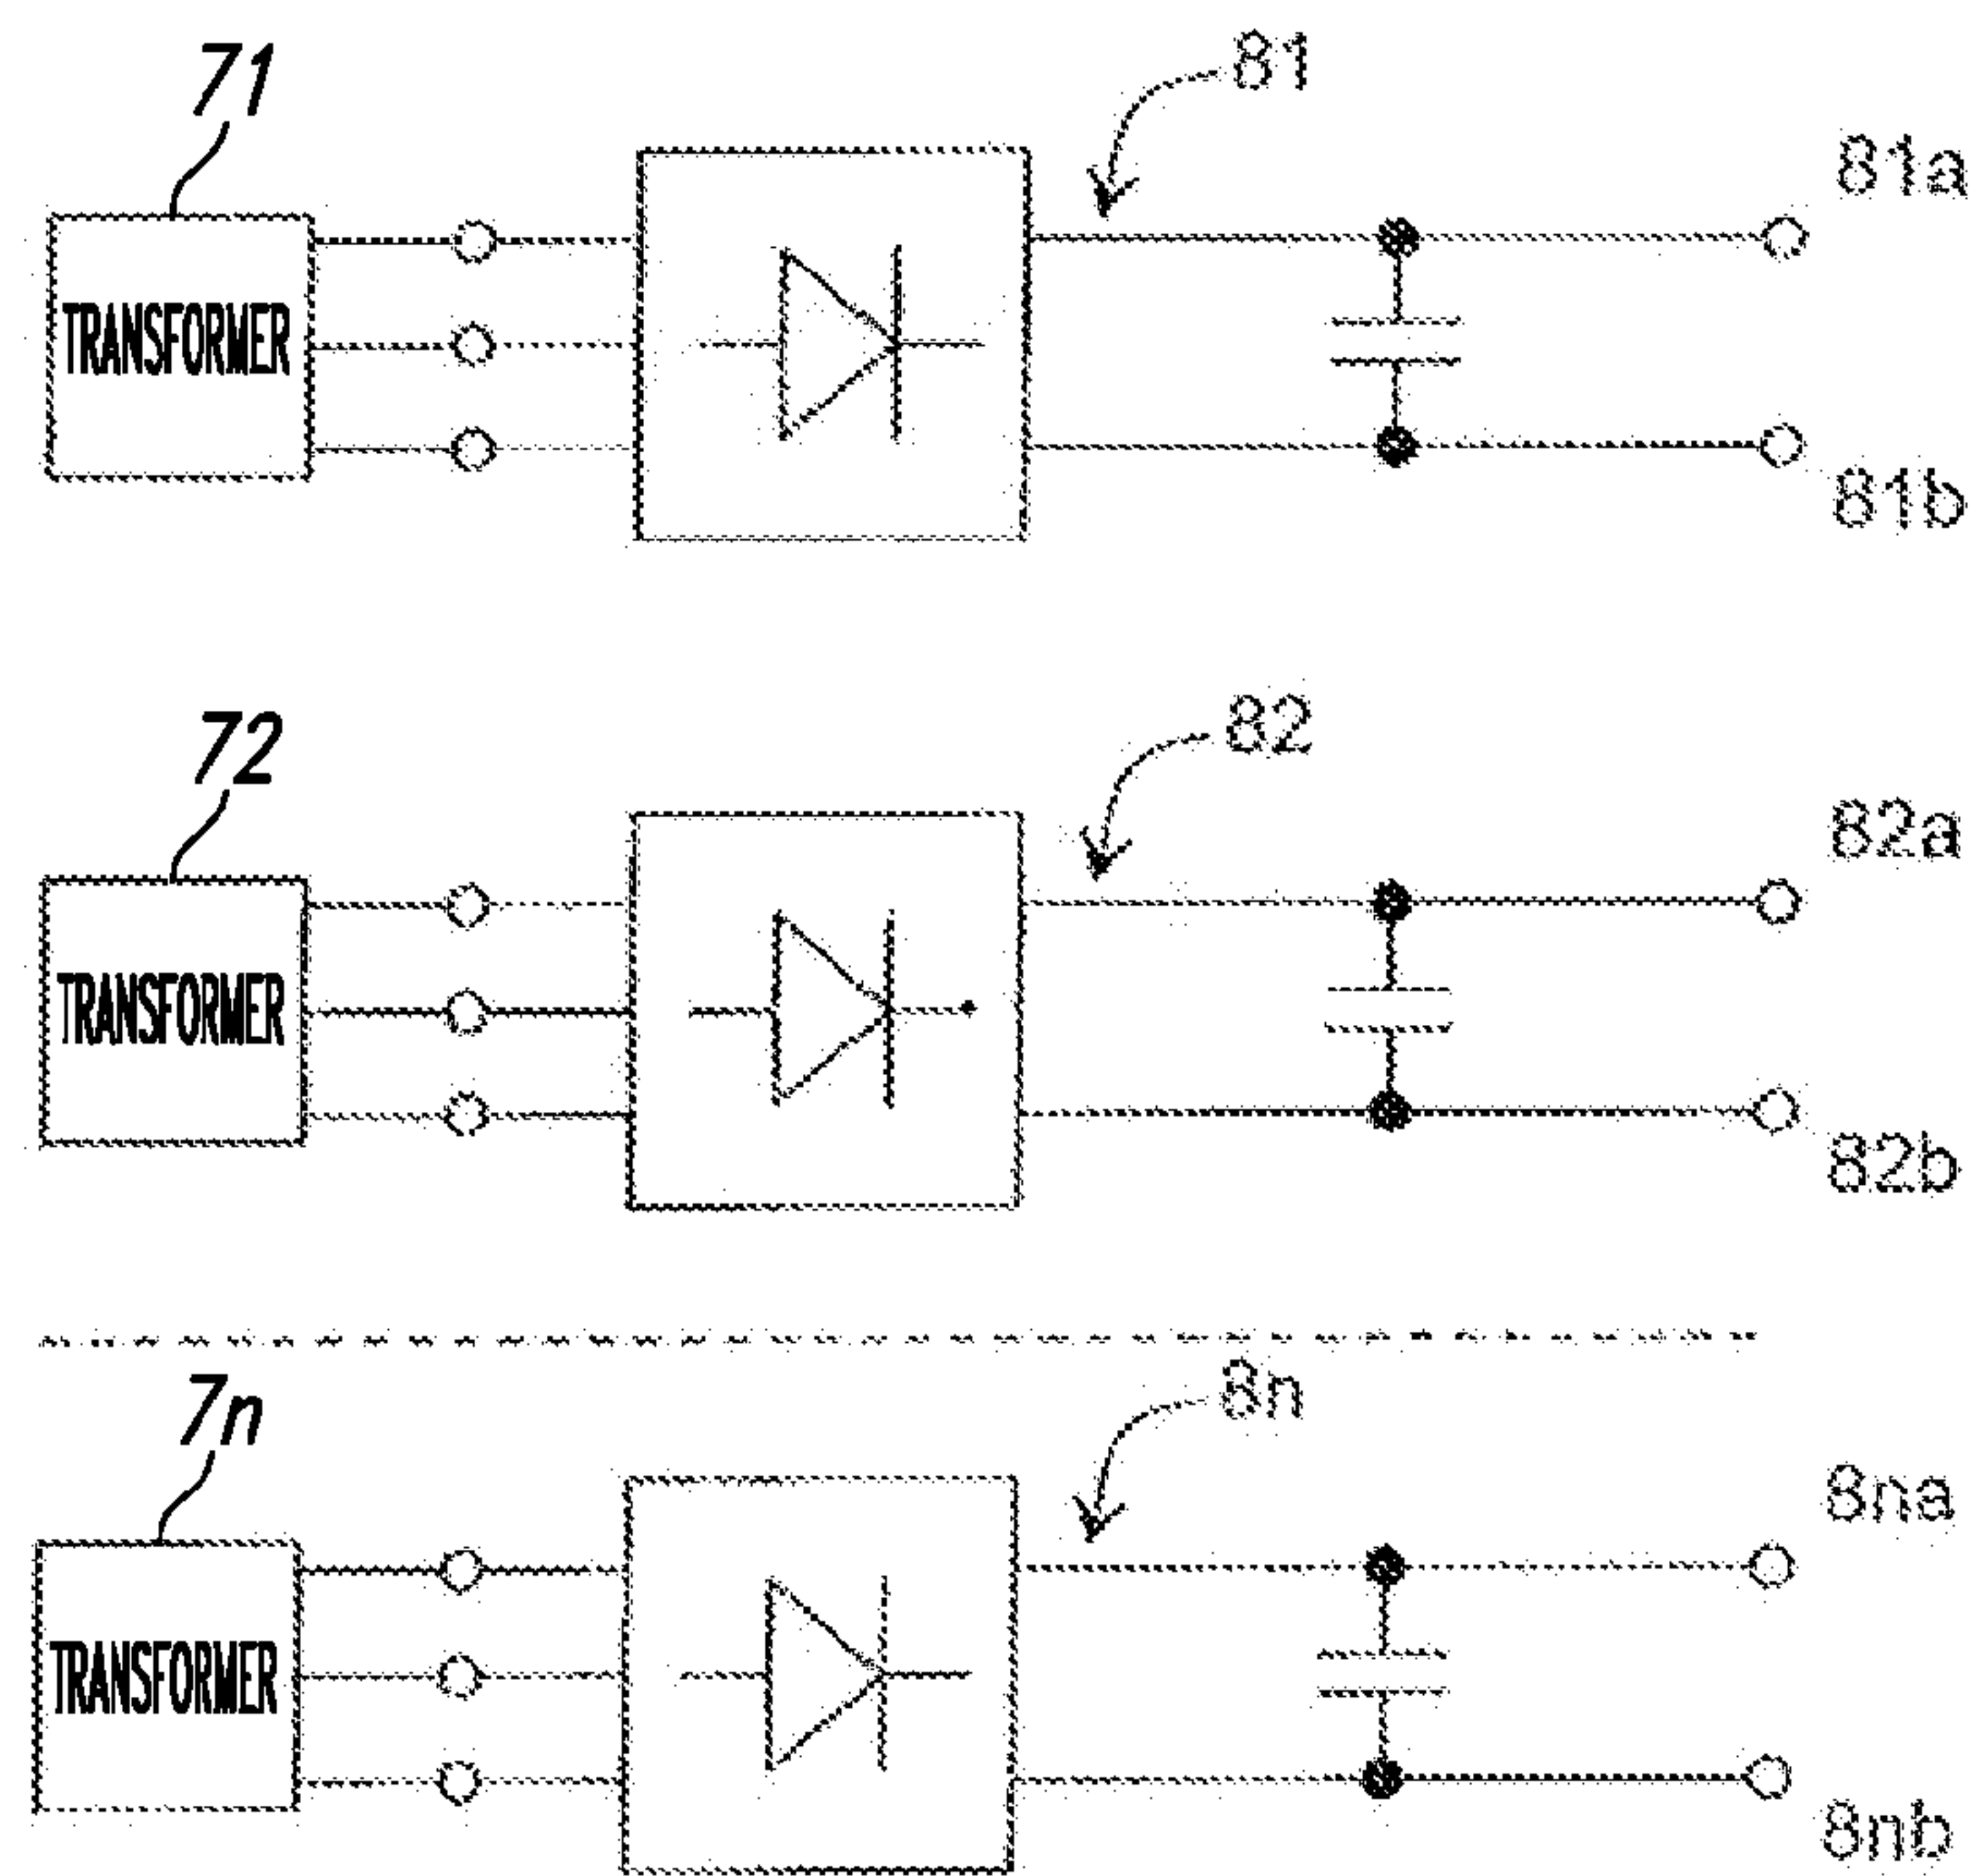 71
81
81a
TRANSFORMER
81b
72
82
82a
TRANSFORMER
82b
7n
8n
8na
TRANSFORMER
8nb